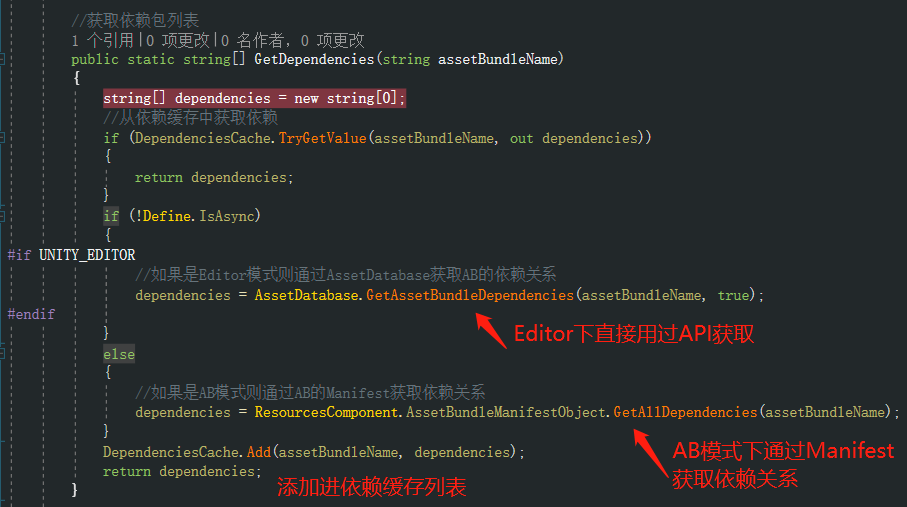 //获取依赖包列表
1 个引用|0 项更改|0 名作者，0 项更改
public static string[] GetDependencies(string assetBundleName)
{
string[] dependencies = new string[0];
//从依赖缓存中获取依赖
if (DependenciesCache.TryGetValue(assetBundleName, out dependencies))
{
return dependencies;
}
if (!Define.IsAsync)
{
#if UNITY_EDITOR
//如果是Editor模式则通过AssetDatabase获取AB的依赖关系
dependencies = AssetDatabase.GetAssetBundleDependencies(assetBundleName, true);
#endif
Editor下直接用过API获取
}
else
{
//如果是AB模式则通过AB的Manifest获取依赖关系
dependencies = ResourcesComponent.AssetBundleManifestObject.GetAllDependencies(assetBundleName);
}
AB模式下通过Manifest
获取依赖关系
DependenciesCache.Add(assetBundleName, dependencies);
return dependencies;
添加进依赖缓存列表
}